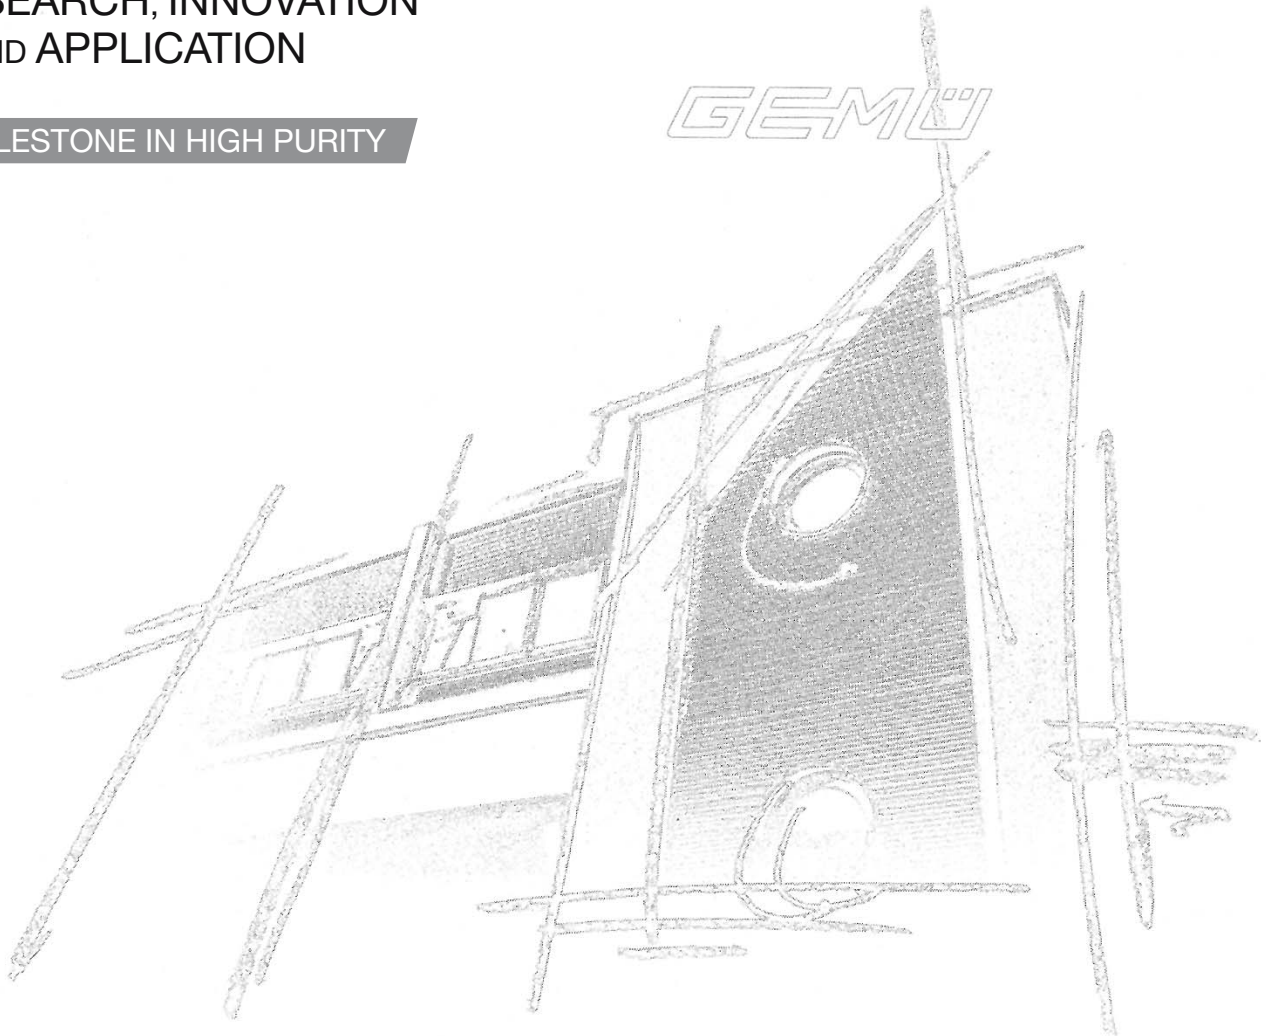 SEARCH, INNOVATION
ND APPLICATION
LESTONE IN HIGH PURITY
GEMÜ